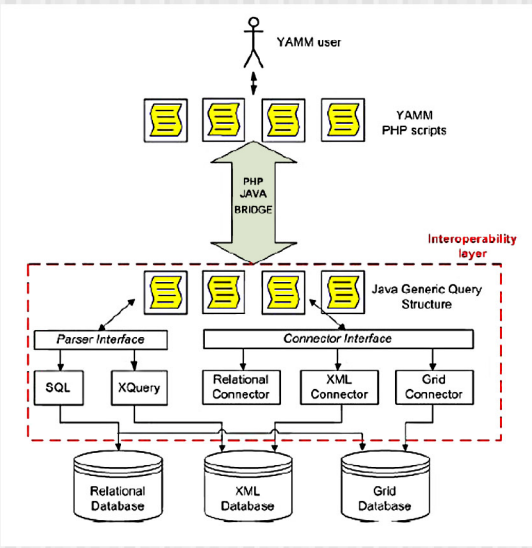 YAMM user
YAMM
PHP scripts
PHP
JAVA
BRIDGE
Interoperability
layer
Java Generic Query
Structure
Parser Interface
Connector Interface
SQL
XQuery
Relational
Connector
XML
Connector
Grid
Connector
Relational
Database
XML
Database
Grid
Database